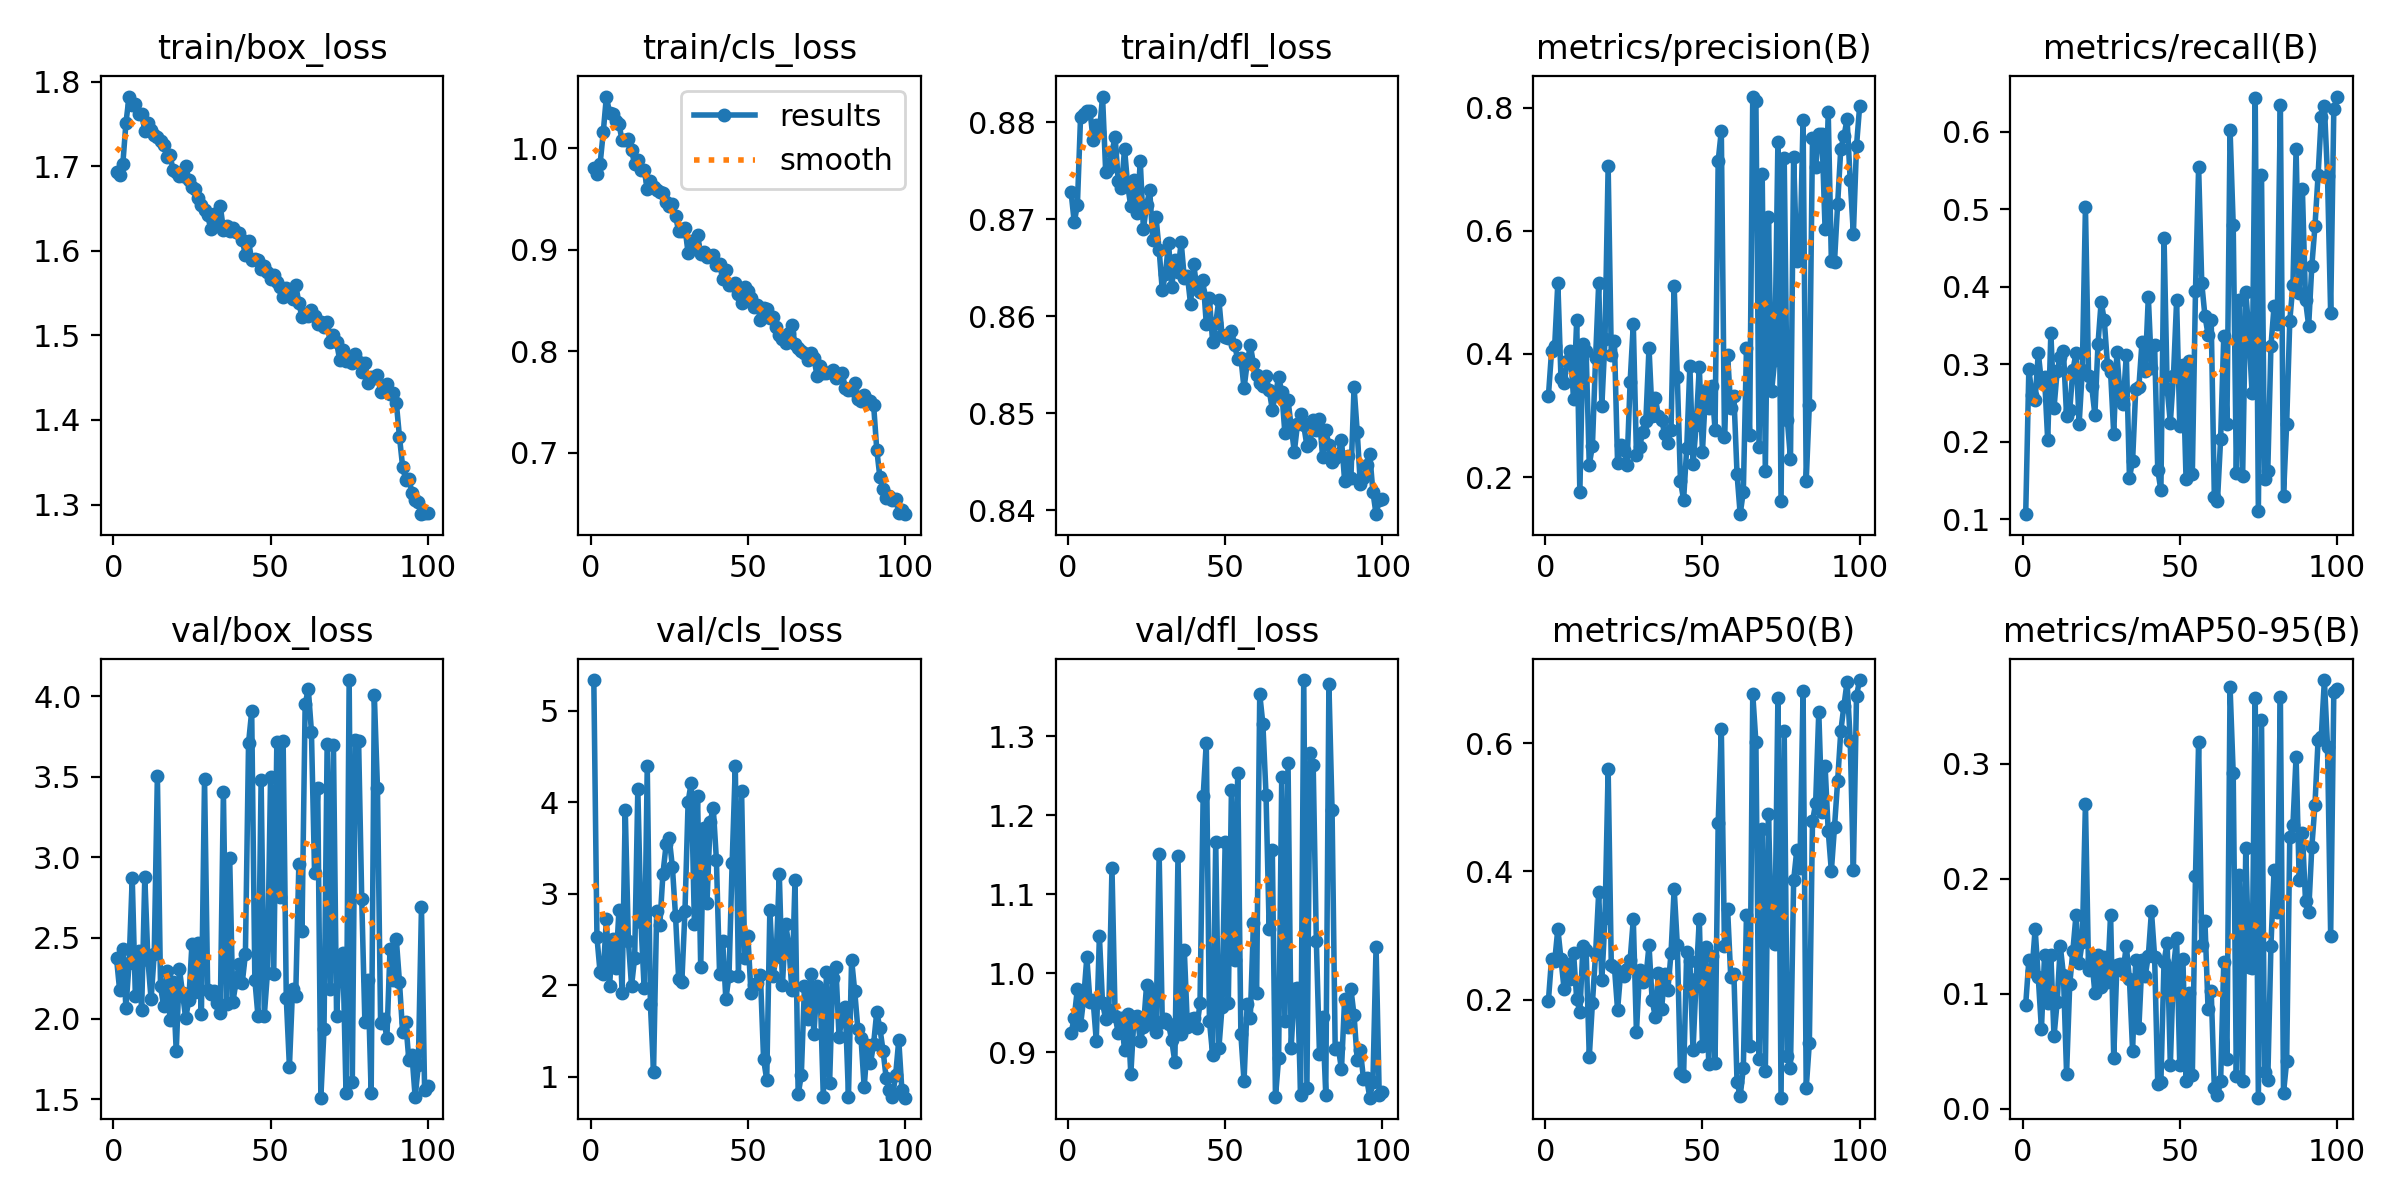 train/box_loss
1.8
1.7
1.6
1.5
1.4
1.3
0 50 100
train/cls_loss
results
smooth
1.0
0.9
0.8
0.7
0 50 100
train/dfl_loss
0.88
0.87
0.86
0.85
0.84
0 50 100
metrics/precision(B)
0.8
0.6
0.4
0.2
0 50 100
metrics/recall(B)
0.6
0.5
0.4
0.3
0.2
0.1
0 50 100
val/box_loss
4.0
3.5
3.0
2.5
2.0
1.5
0 50 100
val/cls_loss
5
4
3
2
1
0 50 100
val/dfl_loss
1.3
1.2
1.1
1.0
0.9
0 50 100
metrics/mAP50(B)
0.6
0.4
0.2
0 50 100
metrics/mAP50-95(B)
0.3
0.2
0.1
0.0
0 50 100